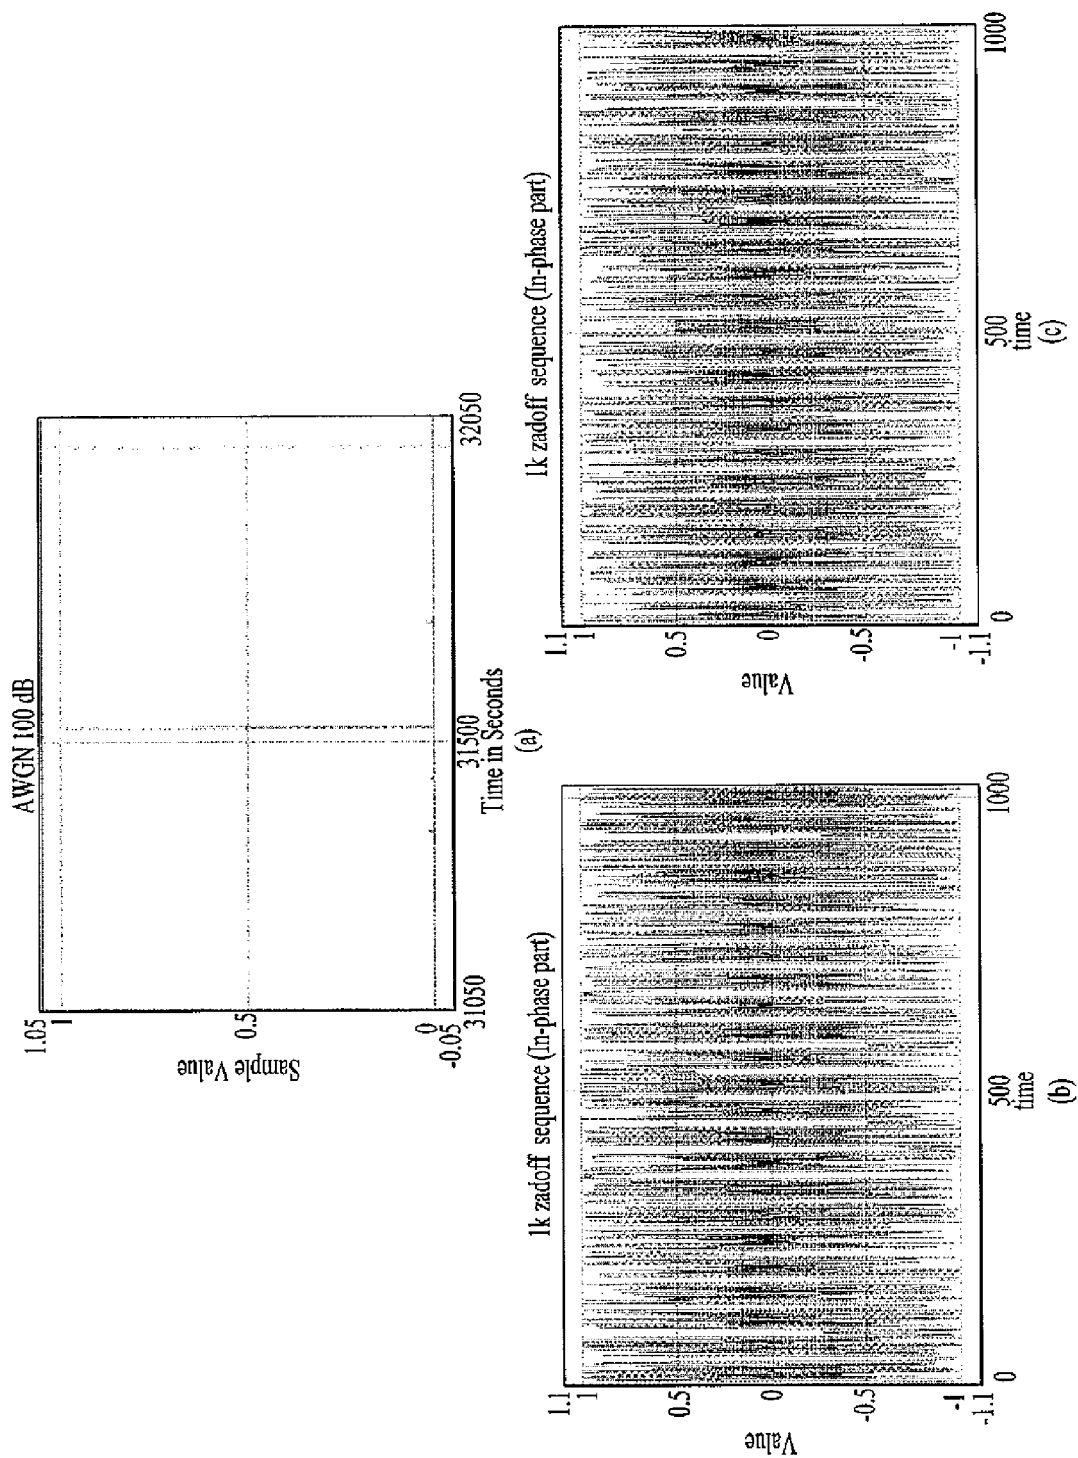 AWGN 100 dB
1.05
1
0.5
0
-0.05
Sample Value
31050
31500
32050
Time in Seconds
(a)
1k zadoff sequence (In-phase part)
1.1
1
0.5
0
-0.5
-1
-1.1
Value
0
500
1000
time
(b)
1k zadoff sequence (In-phase part)
1.1
1
0.5
0
-0.5
-1
-1.1
Value
0
500
1000
time
(c)